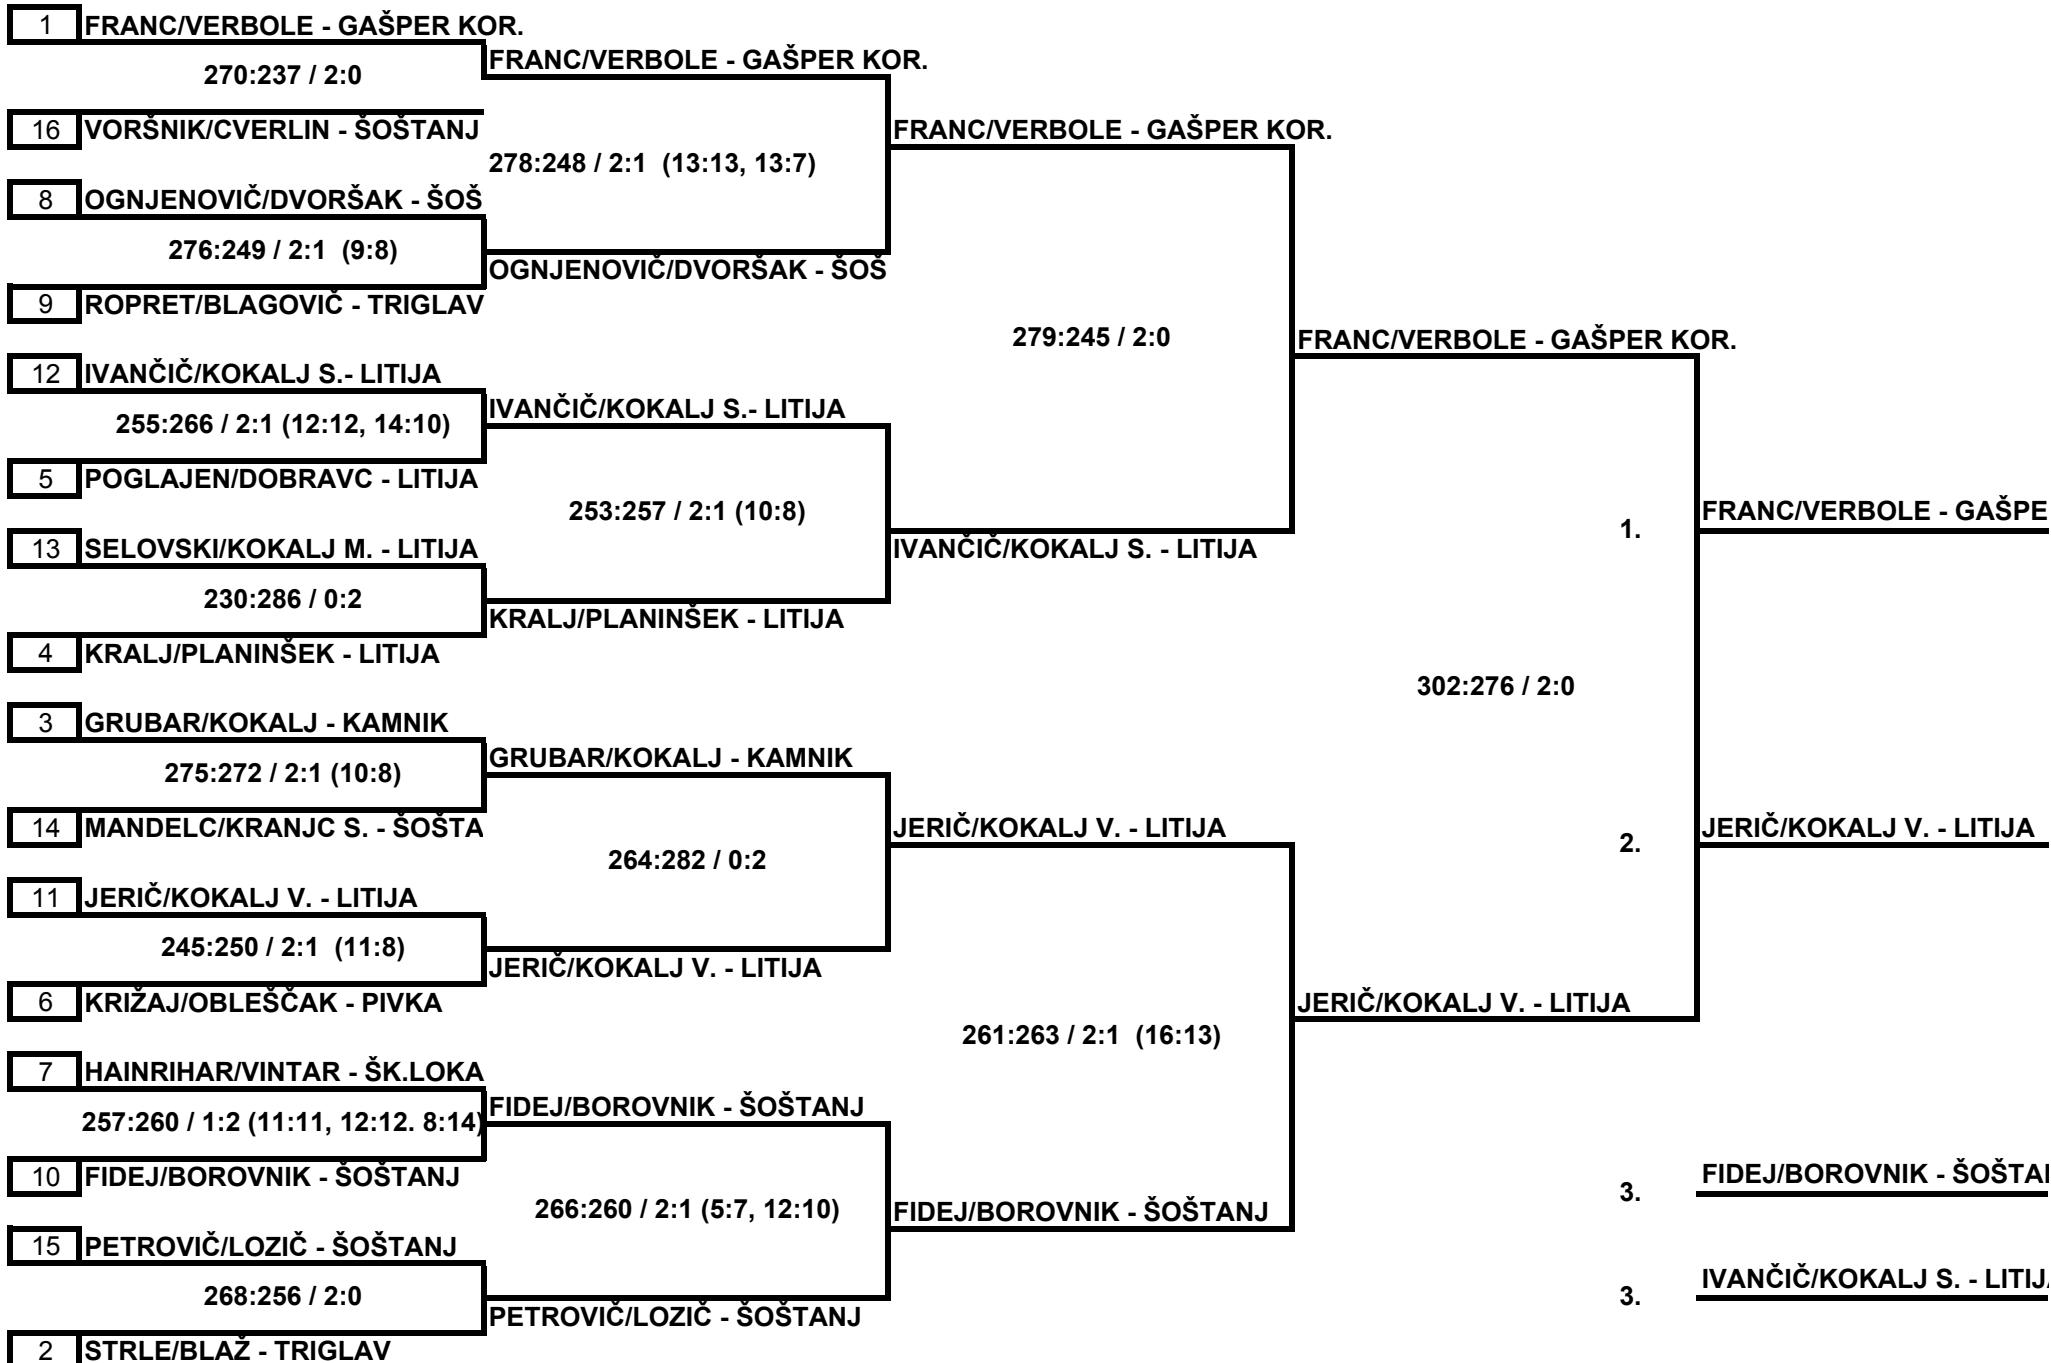 1 FRANC/VERBOLE - GAŠPER KOR.
270:237 / 2:0
16 VORŠNIK/CVERLIN - ŠOŠTANJ
8 OGNJENOVIČ/DVORŠAK - ŠOŠ
276:249 / 2:1 (9:8)
9 ROPRET/BLAGOVIČ - TRIGLAV
12 IVANČIČ/KOKALJ S.- LITIJA
255:266 / 2:1 (12:12, 14:10)
5 POGLAJEN/DOBRAVC - LITIJA
13 SELOVSKI/KOKALJ M. - LITIJA
230:286 / 0:2
4 KRALJ/PLANINŠEK - LITIJA
3 GRUBAR/KOKALJ - KAMNIK
275:272 / 2:1 (10:8)
14 MANDELC/KRANJC S. - ŠOŠTA
11 JERIČ/KOKALJ V. - LITIJA
245:250 / 2:1 (11:8)
6 KRIŽAJ/OBLEŠČAK - PIVKA
7 HAINRIHAR/VINTAR - ŠK.LOKA
257:260 / 1:2 (11:11, 12:12. 8:14)
10 FIDEJ/BOROVNIK - ŠOŠTANJ
15 PETROVIČ/LOZIČ - ŠOŠTANJ
268:256 / 2:0
2 STRLE/BLAŽ - TRIGLAV
FRANC/VERBOLE - GAŠPER KOR.
278:248 / 2:1 (13:13, 13:7)
OGNJENOVIČ/DVORŠAK - ŠOŠ
IVANČIČ/KOKALJ S.- LITIJA
253:257 / 2:1 (10:8)
KRALJ/PLANINŠEK - LITIJA
GRUBAR/KOKALJ - KAMNIK
264:282 / 0:2
JERIČ/KOKALJ V. - LITIJA
FIDEJ/BOROVNIK - ŠOŠTANJ
266:260 / 2:1 (5:7, 12:10)
PETROVIČ/LOZIČ - ŠOŠTANJ
FRANC/VERBOLE - GAŠPER KOR.
279:245 / 2:0
IVANČIČ/KOKALJ S. - LITIJA
JERIČ/KOKALJ V. - LITIJA
261:263 / 2:1 (16:13)
FIDEJ/BOROVNIK - ŠOŠTANJ
FRANC/VERBOLE - GAŠPER KOR.
302:276 / 2:0
JERIČ/KOKALJ V. - LITIJA
1. FRANC/VERBOLE - GAŠPE
2. JERIČ/KOKALJ V. - LITIJA
3. FIDEJ/BOROVNIK - ŠOŠTA
3. IVANČIČ/KOKALJ S. - LITIJ